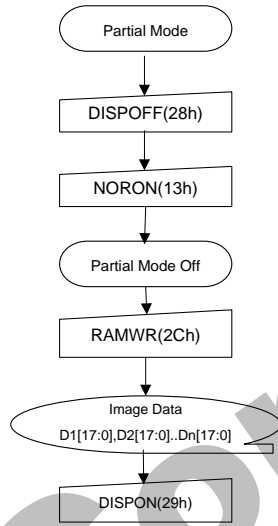 Partial Mode
DISPOFF(28h)
NORON(13h)
Partial Mode Off
RAMWR(2Ch)
Image Data
D1[17:0],D2[17:0]..Dn[17:0]
DISPON(29h)